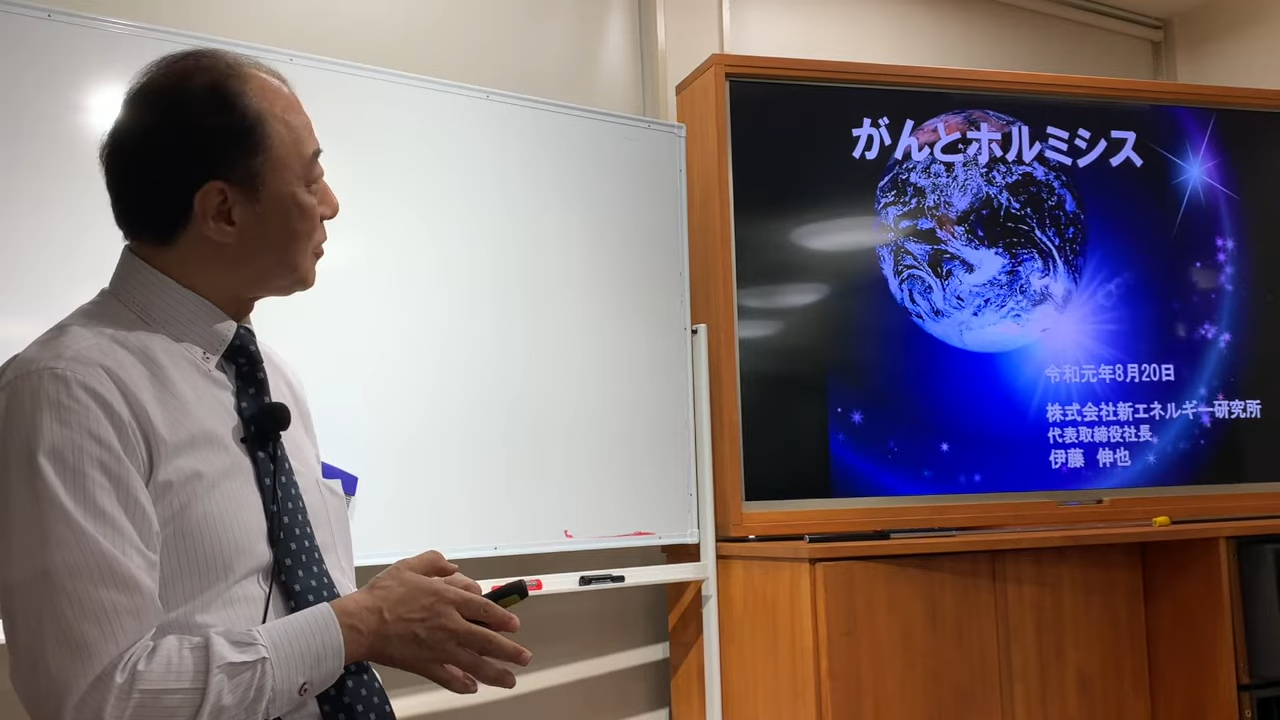 がんとホルミシス
令和元年8月20日
株式会社新エネルギー研究所
代表取締役社長
伊藤 伸也